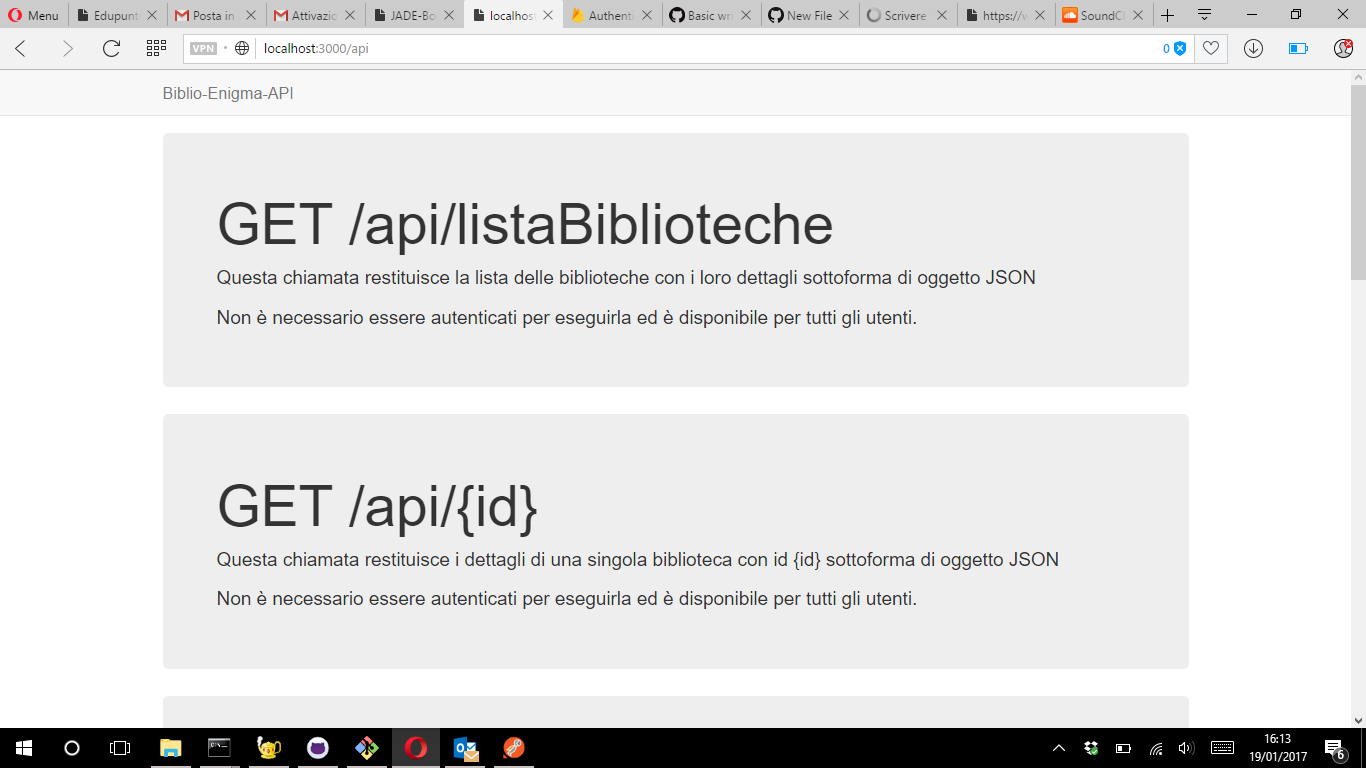 Menu
Edupunt
Posta in
Attivazio
JADE-Bo
localhost
Authenti
Basic wri
New File
Scrivere
https://w
SoundCl
VPN
localhost:3000/api
0
Biblio-Enigma-API
GET /api/listaBiblioteche
Questa chiamata restituisce la lista delle biblioteche con i loro dettagli sottoforma di oggetto JSON
Non è necessario essere autenticati per eseguirla ed è disponibile per tutti gli utenti.
GET /api/{id}
Questa chiamata restituisce i dettagli di una singola biblioteca con id {id} sottoforma di oggetto JSON
Non è necessario essere autenticati per eseguirla ed è disponibile per tutti gli utenti.
16:13
19/01/2017
6